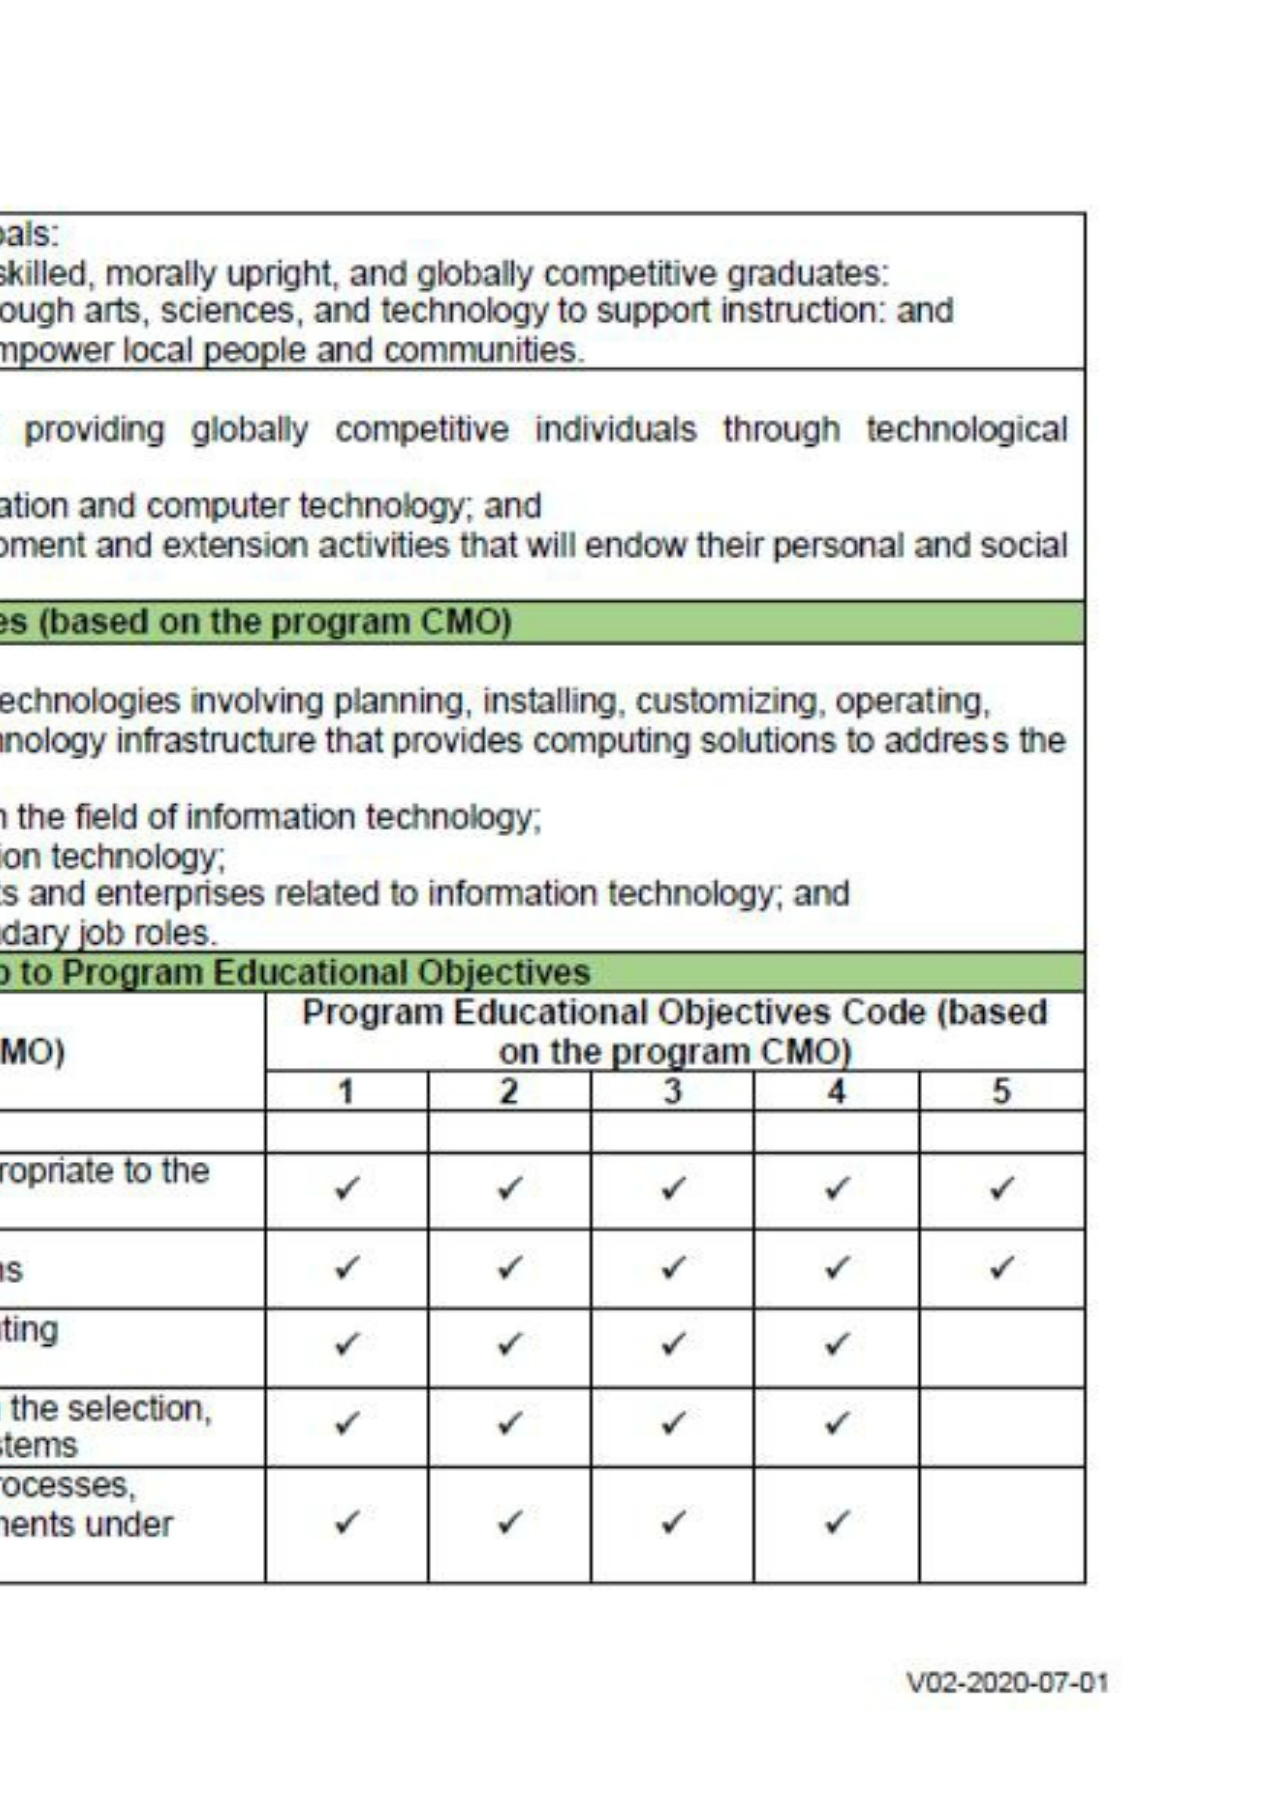 oals:
skilled, morally upright, and globally competitive graduates:
ough arts, sciences, and technology to support instruction: and
mpower local people and communities.
providing globally competitive individuals through technological
ation and computer technology; and
oment and extension activities that will endow their personal and social
es (based on the program CMO)
echnologies involving planning, installing, customizing, operating,
nnology infrastructure that provides computing solutions to address the
n the field of information technology;
ion technology;
ts and enterprises related to information technology; and
ndary job roles.
p to Program Educational Objectives
Program Educational Objectives Code (based
on the program CMO)
MO)
1 2 3 4 5
ropriate to the
✓ ✓ ✓ ✓ ✓
ns ✓ ✓ ✓ ✓ ✓
ting
✓ ✓ ✓ ✓
the selection,
✓ ✓ ✓ ✓
stems
rocesses,
ments under ✓ ✓ ✓ ✓
V02-2020-07-01